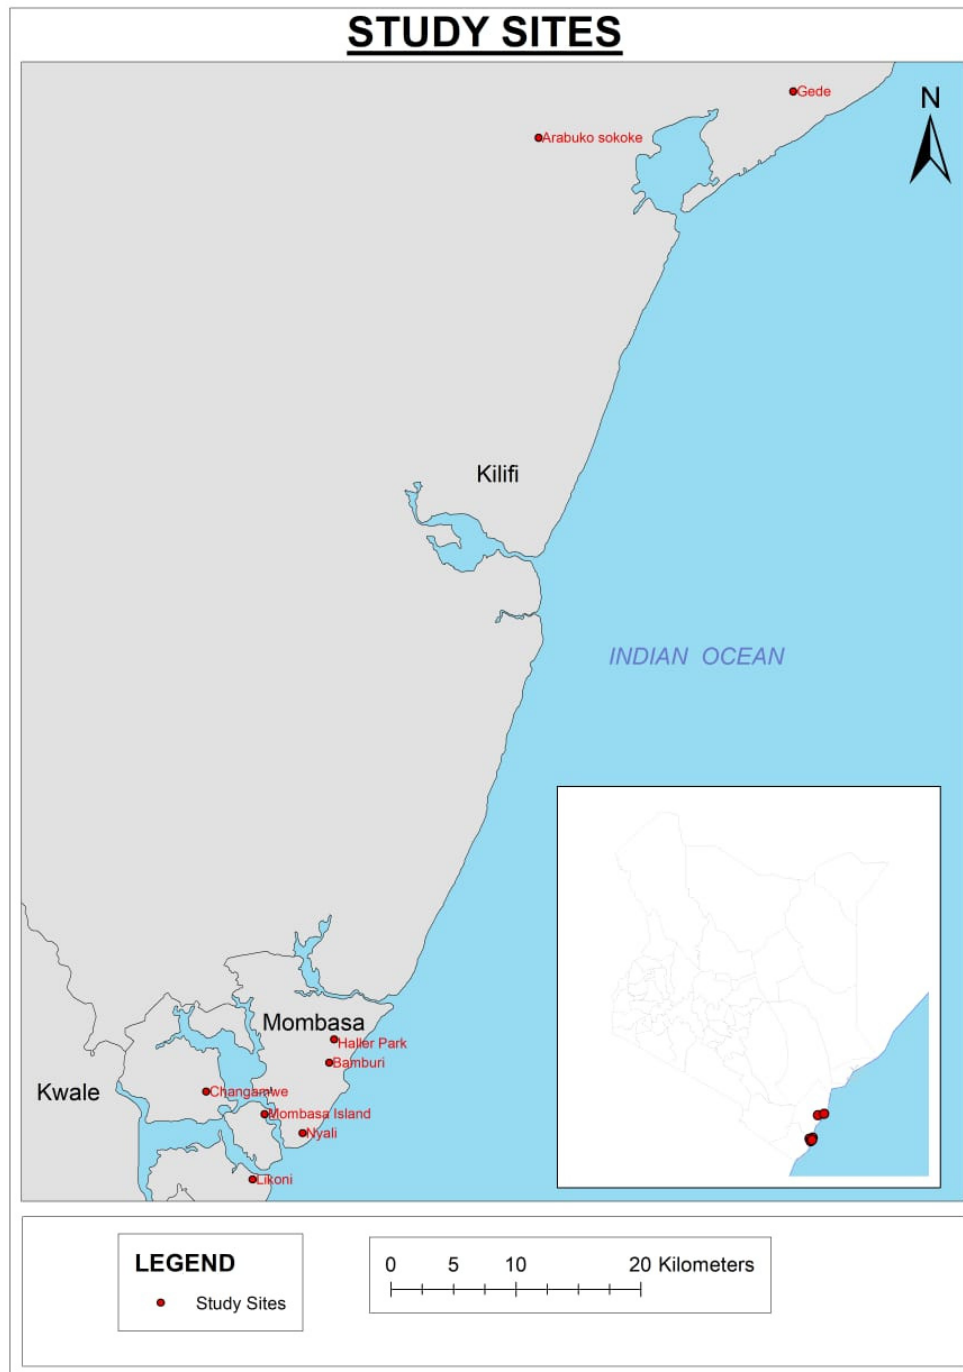 STUDY SITES
Gede
N
Arabuko sokoke
Kilifi
INDIAN OCEAN
Mombasa
Haller Park
Bamburi
Kwale
Changamwe
Mombasa Island
Nyali
Likoni
LEGEND
Study Sites
0 5 10 20 Kilometers